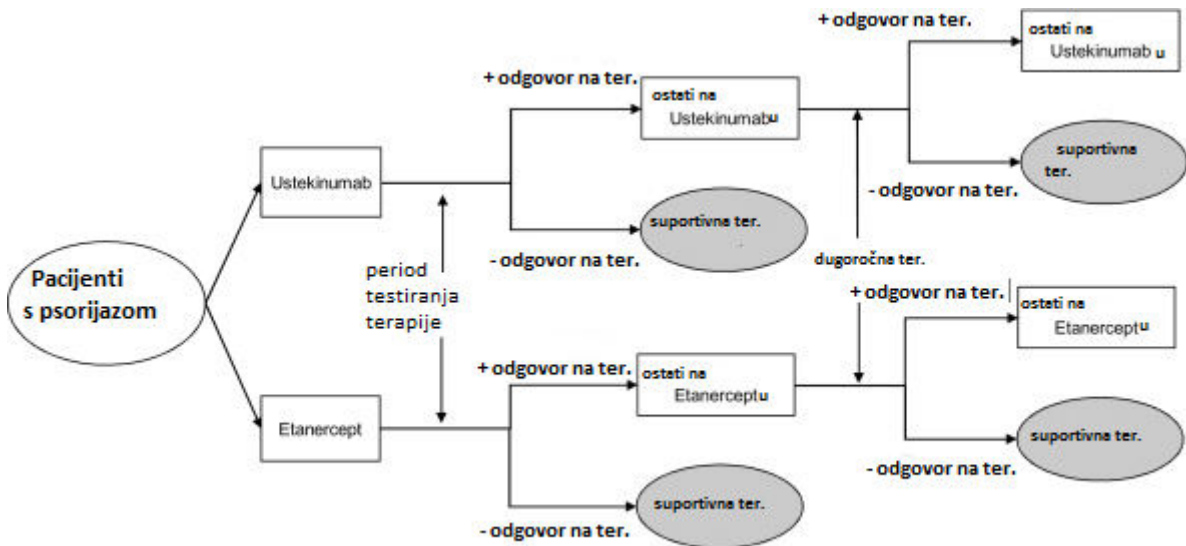 + odgovor na ter.
ostati na
Ustekinumab u
+ odgovor na ter.
ostati na
Ustekinumabu
Ustekinumab
suportivna
ter.
- odgovor na ter.
suportivna ter.
- odgovor na ter.
dugoročna ter.
Pacijenti
s psorijazom
period
testiranja
terapije
+ odgovor na ter.
ostati na
Etanerceptu
+ odgovor na ter.
ostati na
Etanerceptu
Etanercept
suportivna ter.
- odgovor na ter.
suportivna ter.
- odgovor na ter.